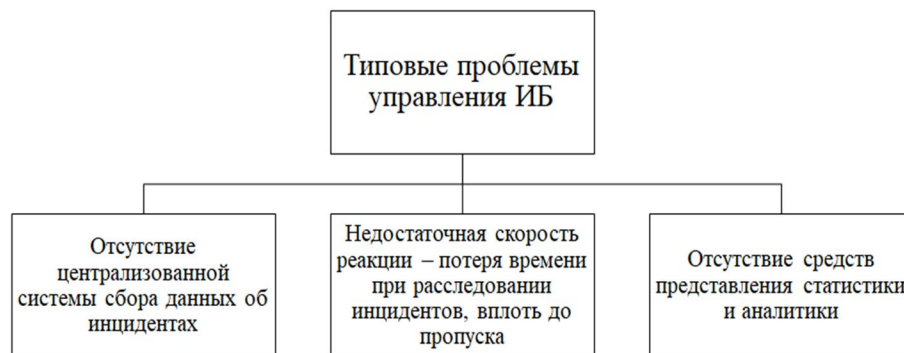 Типовые проблемы
управления ИБ
Отсутствие
централизованной
системы сбора данных об
инцидентах
Недостаточная скорость
реакции – потеря времени
при расследовании
инцидентов, вплоть до
пропуска
Отсутствие средств
представления статистики
и аналитики